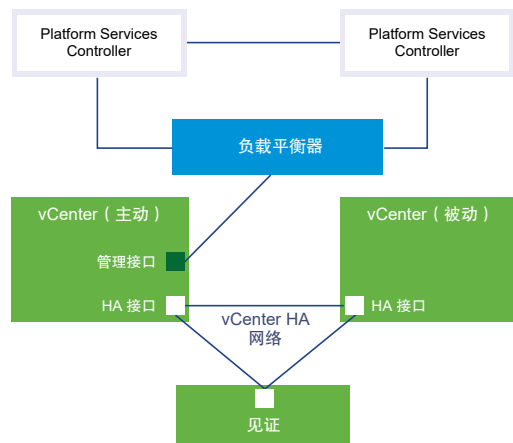 Platform Services
Controller
Platform Services
Controller
负载平衡器
vCenter（主动）
vCenter（被动）
管理接口
HA 接口
HA 接口
vCenter HA
网络
见证